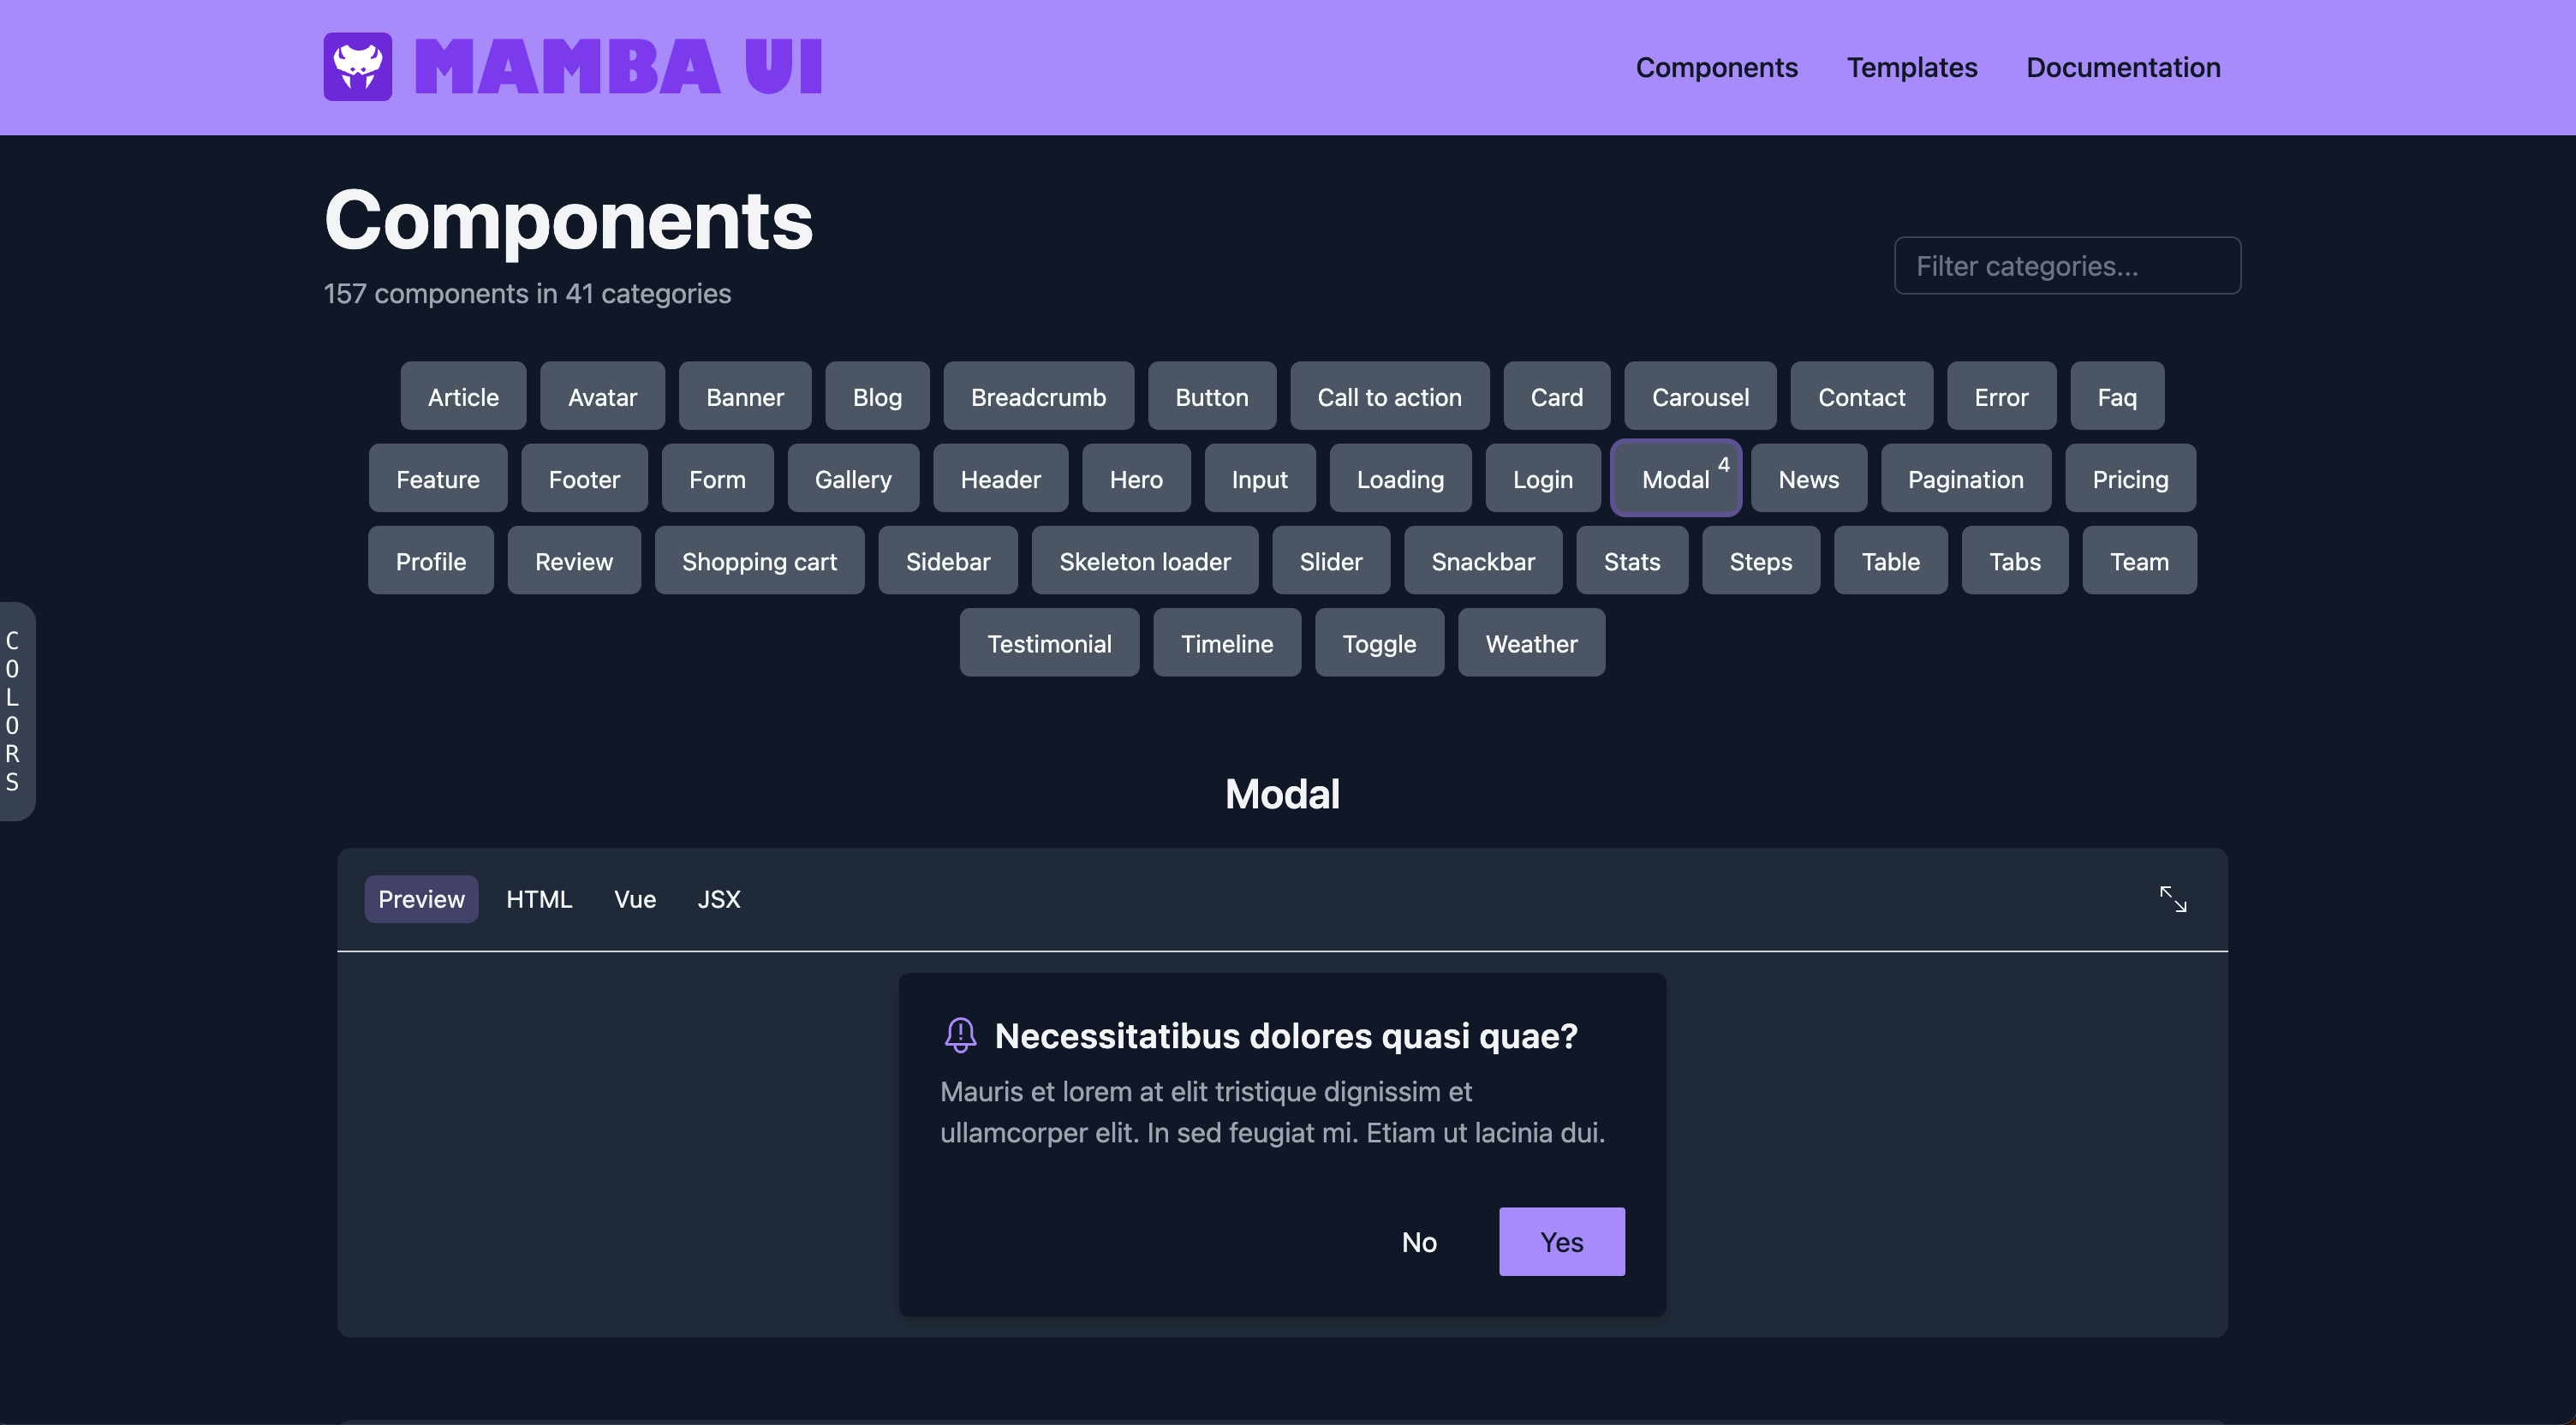 MAMBA UI
Components Templates Documentation
Components
157 components in 41 categories
Filter categories...
Article Avatar Banner Blog Breadcrumb Button Call to action Card Carousel Contact Error Faq
Feature Footer Form Gallery Header Hero Input Loading Login Modal 4 News Pagination Pricing
Profile Review Shopping cart Sidebar Skeleton loader Slider Snackbar Stats Steps Table Tabs Team
Testimonial Timeline Toggle Weather
COLORS
Modal
Preview HTML Vue JSX
Necessitatibus dolores quasi quae?
Mauris et lorem at elit tristique dignissim et
ullamcorper elit. In sed feugiat mi. Etiam ut lacinia dui.
No Yes